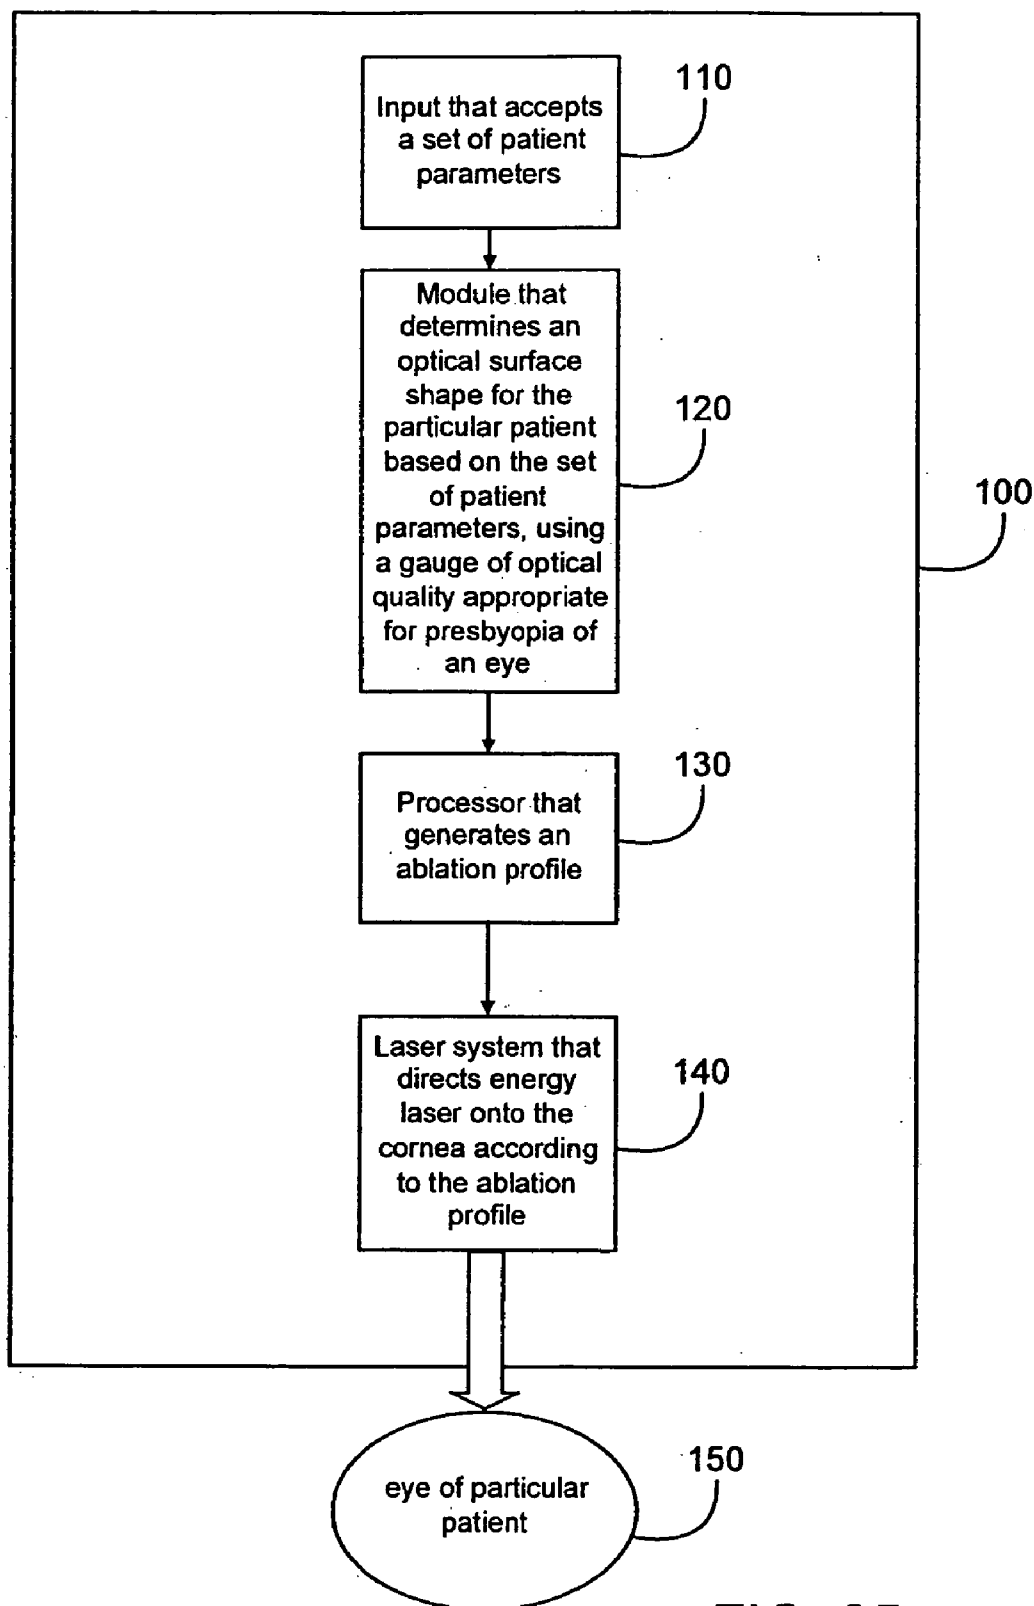 Input that accepts
a set of patient
parameters
110
Module that
determines an
optical surface
shape for the
particular patient
based on the set
of patient
parameters, using
a gauge of optical
quality appropriate
for presbyopia of
an eye
120
100
Processor that
generates an
ablation profile
130
Laser system that
directs energy
laser onto the
cornea according
to the ablation
profile
140
eye of particular
patient
150